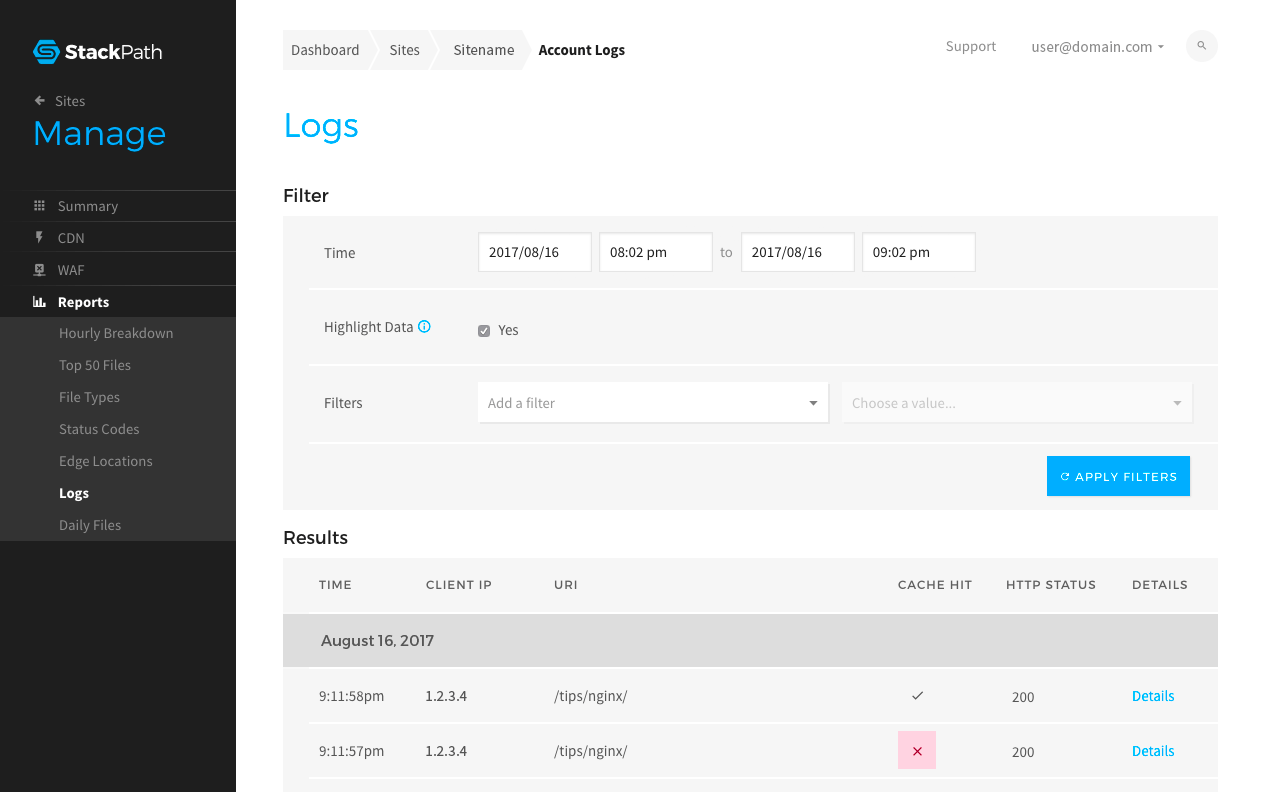 StackPath
Sites
Manage
Summary
CDN
WAF
Reports
Hourly Breakdown
Top 50 Files
File Types
Status Codes
Edge Locations
Logs
Daily Files
Dashboard Sites Sitename Account Logs
Support user@domain.com
Logs
Filter
Time 2017/08/16 08:02 pm to 2017/08/16 09:02 pm
Highlight Data Yes
Filters Add a filter Choose a value...
APPLY FILTERS
Results
TIME CLIENT IP URI CACHE HIT HTTP STATUS DETAILS
August 16, 2017
9:11:58pm 1.2.3.4 /tips/nginx/ 200 Details
9:11:57pm 1.2.3.4 /tips/nginx/ 200 Details